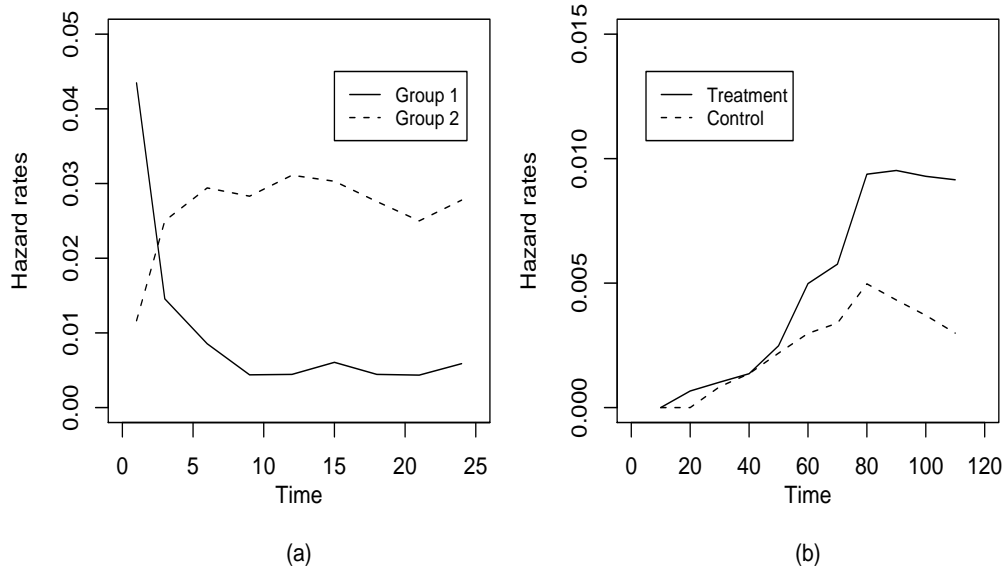 0.00 0.01 0.02 0.03 0.04 0.05
Hazard rates
Group 1
Group 2
0 5 10 15 20 25
Time
(a)
0.000 0.005 0.010 0.015
Hazard rates
Treatment
Control
0 20 40 60 80 100 120
Time
(b)